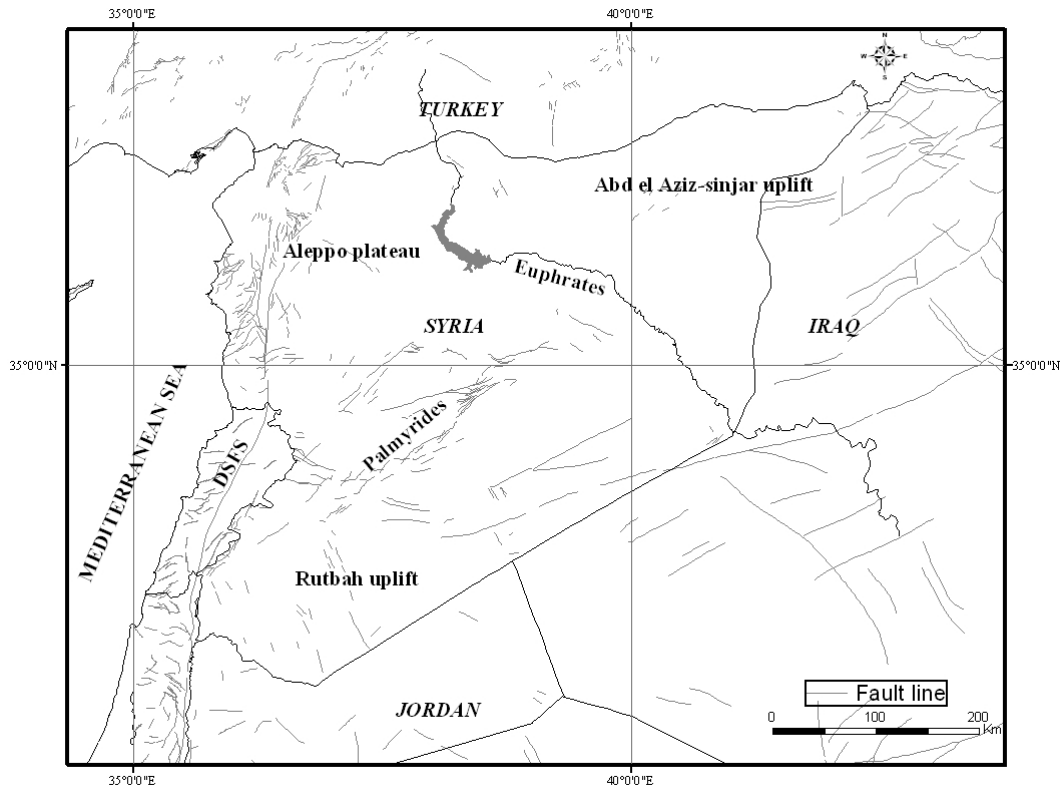 35°0'0"E
40°0'0"E
N
W
E
S
TURKEY
Abd el Aziz-sinjar uplift
Aleppo plateau
Euphrates
SYRIA
IRAQ
35°0'0"N
35°0'0"N
MEDITERRANEAN SEA
Palmyrides
DSFS
Rutbah uplift
JORDAN
Fault line
0
100
200
Km
35°0'0"E
40°0'0"E